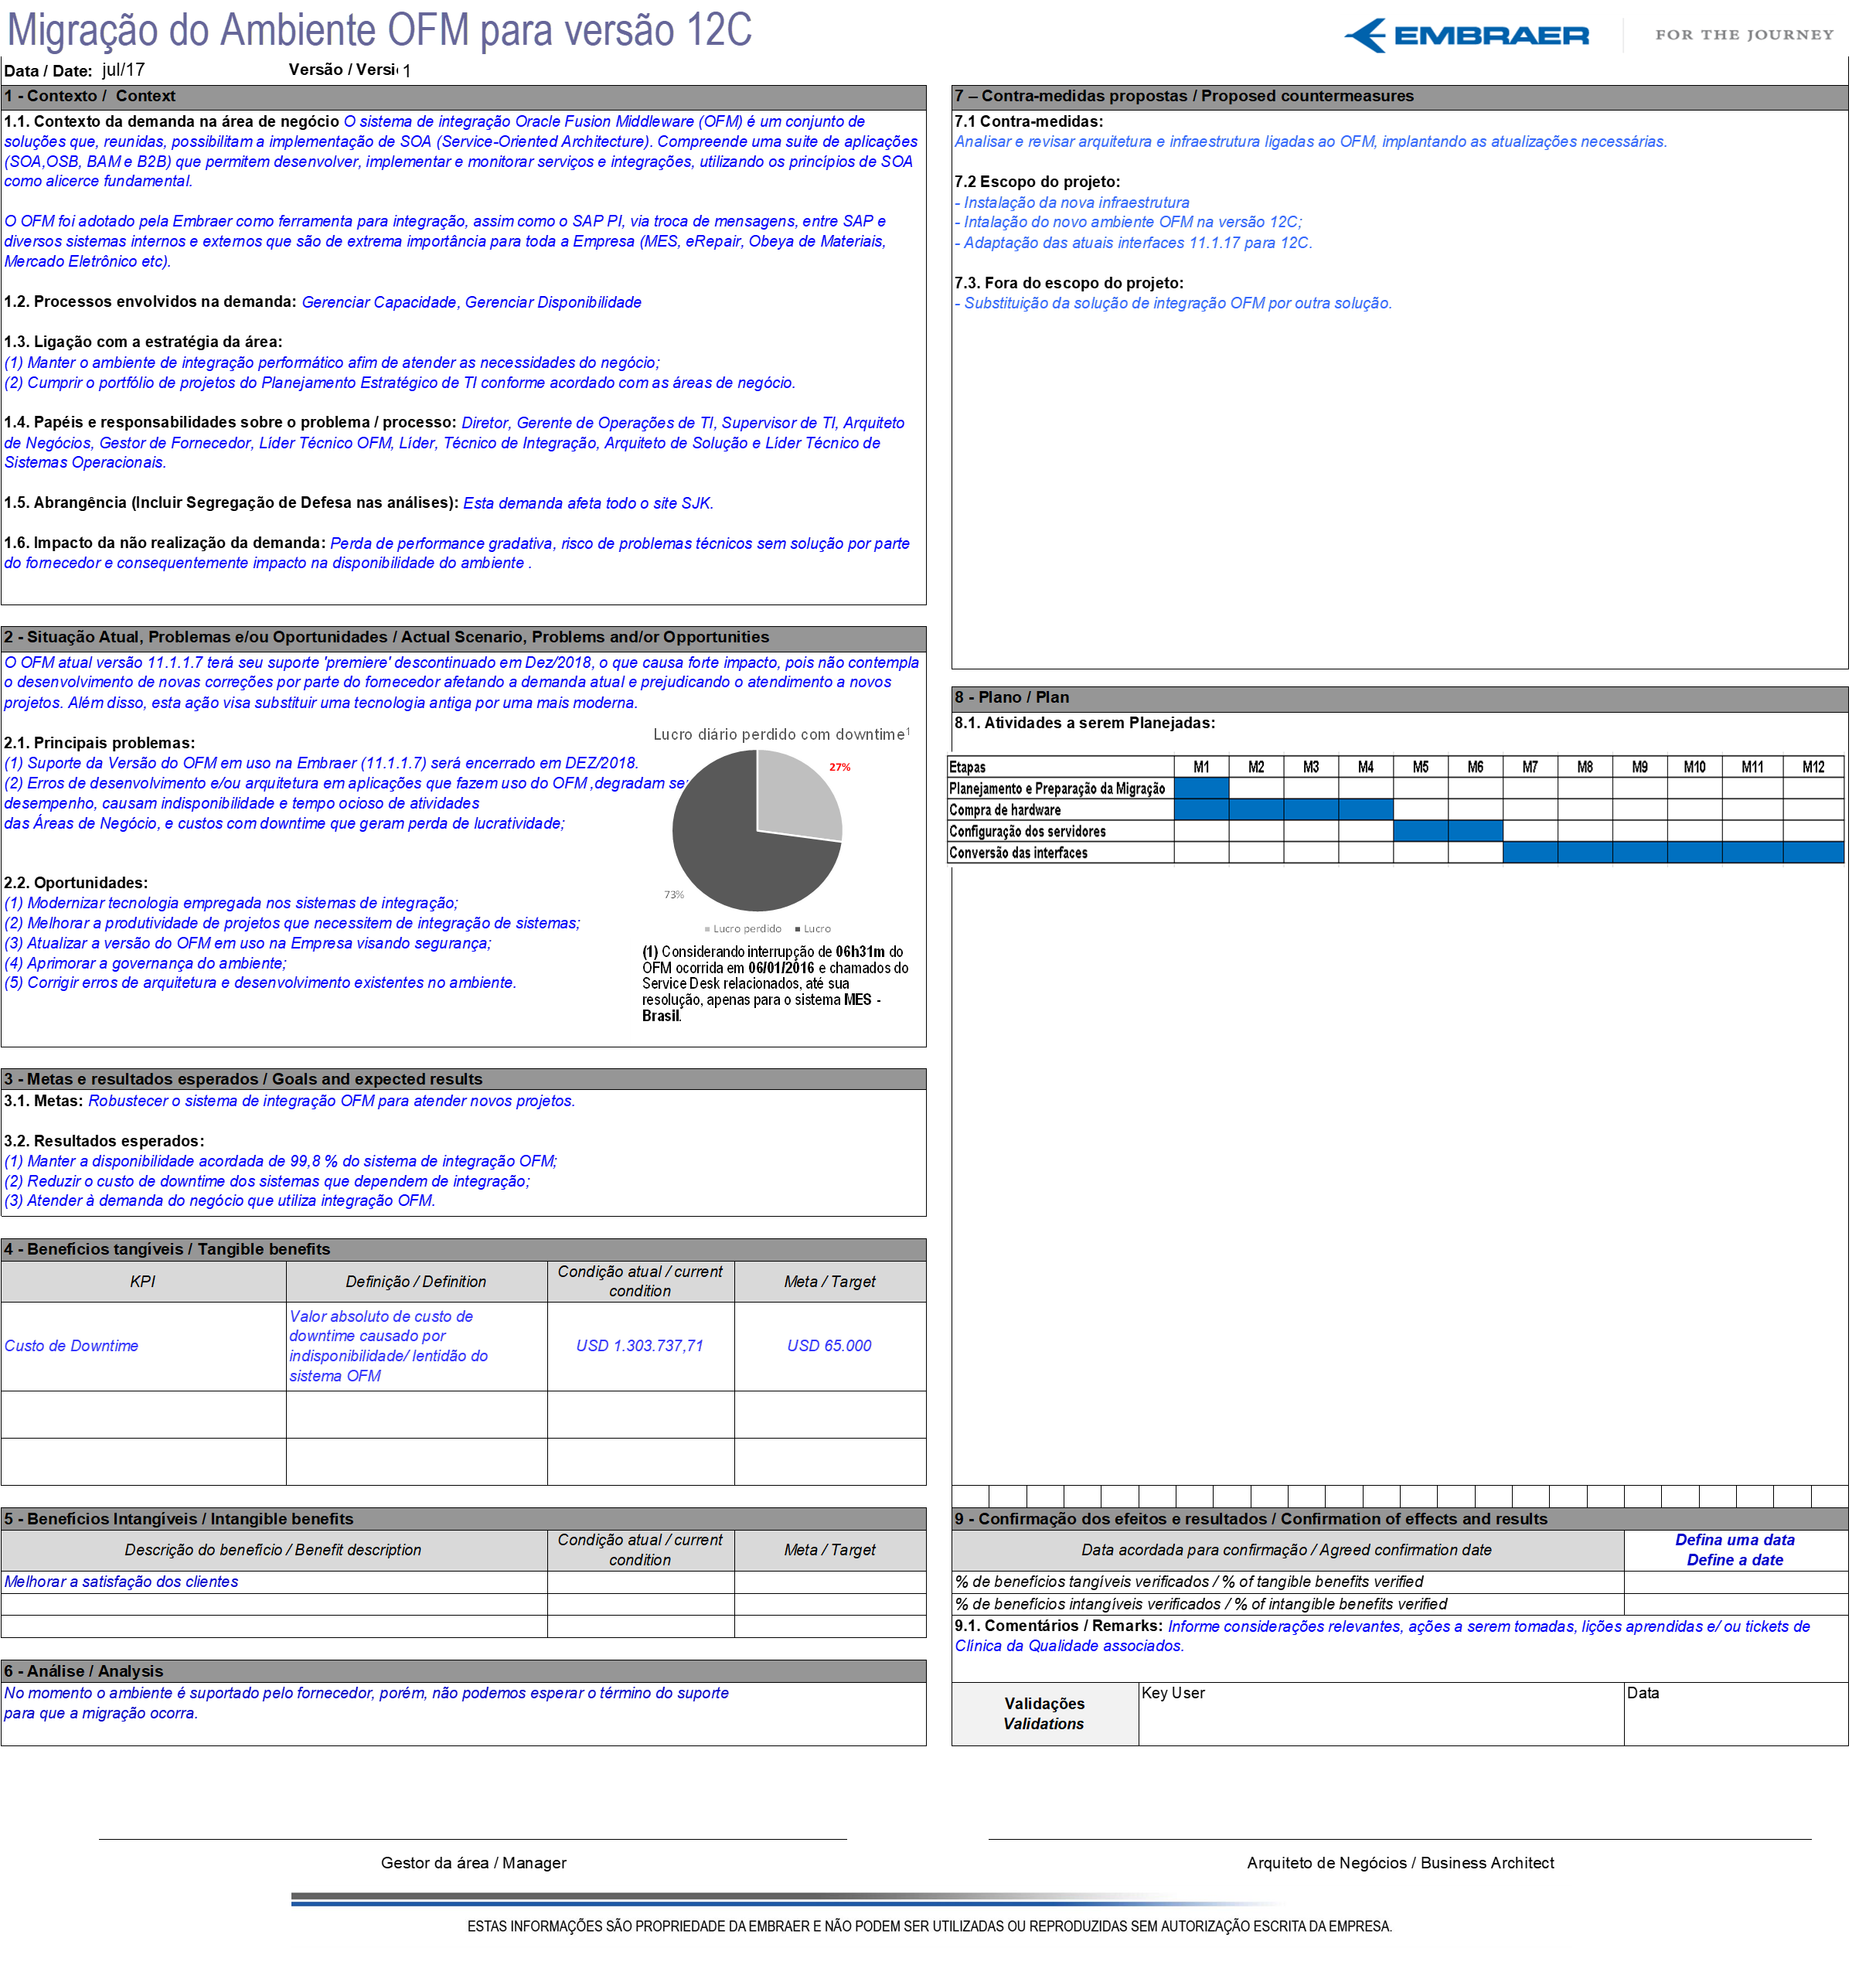 Migração do Ambiente OFM para versão 12C
EMBRAER
FOR THE JOURNEY
Data / Date: jul/17
Versão / Versi 1
1 - Contexto / Context
1.1. Contexto da demanda na área de negócio O sistema de integração Oracle Fusion Middleware (OFM) é um conjunto de
soluções que, reunidas, possibilitam a implementação de SOA (Service-Oriented Architecture). Compreende uma suite de aplicações
(SOA,OSB, BAM e B2B) que permitem desenvolver, implementar e monitorar serviços e integrações, utilizando os princípios de SOA
como alicerce fundamental.
O OFM foi adotado pela Embraer como ferramenta para integração, assim como o SAP PI, via troca de mensagens, entre SAP e
diversos sistemas internos e externos que são de extrema importância para toda a Empresa (MES, eRepair, Obeya de Materiais,
Mercado Eletrônico etc).
1.2. Processos envolvidos na demanda: Gerenciar Capacidade, Gerenciar Disponibilidade
1.3. Ligação com a estratégia da área:
(1) Manter o ambiente de integração performático afim de atender as necessidades do negócio;
(2) Cumprir o portfólio de projetos do Planejamento Estratégico de TI conforme acordado com as áreas de negócio.
1.4. Papéis e responsabilidades sobre o problema / processo: Diretor, Gerente de Operações de TI, Supervisor de TI, Arquiteto
de Negócios, Gestor de Fornecedor, Líder Técnico OFM, Líder, Técnico de Integração, Arquiteto de Solução e Líder Técnico de
Sistemas Operacionais.
1.5. Abrangência (Incluir Segregação de Defesa nas análises): Esta demanda afeta todo o site SJK.
1.6. Impacto da não realização da demanda: Perda de performance gradativa, risco de problemas técnicos sem solução por parte
do fornecedor e consequentemente impacto na disponibilidade do ambiente .
2 - Situação Atual, Problemas e/ou Oportunidades / Actual Scenario, Problems and/or Opportunities
O OFM atual versão 11.1.1.7 terá seu suporte 'premiere' descontinuado em Dez/2018, o que causa forte impacto, pois não contempla
o desenvolvimento de novas correções por parte do fornecedor afetando a demanda atual e prejudicando o atendimento a novos
projetos. Além disso, esta ação visa substituir uma tecnologia antiga por uma mais moderna.
2.1. Principais problemas:
(1) Suporte da Versão do OFM em uso na Embraer (11.1.1.7) será encerrado em DEZ/2018.
(2) Erros de desenvolvimento e/ou arquitetura em aplicações que fazem uso do OFM ,degradam se
desempenho, causam indisponibilidade e tempo ocioso de atividades
das Áreas de Negócio, e custos com downtime que geram perda de lucratividade;
2.2. Oportunidades:
(1) Modernizar tecnologia empregada nos sistemas de integração;
(2) Melhorar a produtividade de projetos que necessitem de integração de sistemas;
(3) Atualizar a versão do OFM em uso na Empresa visando segurança;
(4) Aprimorar a governança do ambiente;
(5) Corrigir erros de arquitetura e desenvolvimento existentes no ambiente.
Lucro diário perdido com downtime¹
27%
73%
Lucro perdido Lucro
(1) Considerando interrupção de 06h31m do
OFM ocorrida em 06/01/2016 e chamados do
Service Desk relacionados, até sua
resolução, apenas para o sistema MES -
Brasil.
3 - Metas e resultados esperados / Goals and expected results
3.1. Metas: Robustecer o sistema de integração OFM para atender novos projetos.
3.2. Resultados esperados:
(1) Manter a disponibilidade acordada de 99,8 % do sistema de integração OFM;
(2) Reduzir o custo de downtime dos sistemas que dependem de integração;
(3) Atender à demanda do negócio que utiliza integração OFM.
4 - Benefícios tangíveis / Tangible benefits
KPI Definição / Definition Condição atual / current condition Meta / Target
Custo de Downtime
Valor absoluto de custo de
downtime causado por
indisponibilidade/ lentidão do
sistema OFM
USD 1.303.737,71
USD 65.000
5 - Benefícios Intangíveis / Intangible benefits
Descrição do benefício / Benefit description Condição atual / current condition Meta / Target
Melhorar a satisfação dos clientes
6 - Análise / Analysis
No momento o ambiente é suportado pelo fornecedor, porém, não podemos esperar o término do suporte
para que a migração ocorra.
7 – Contra-medidas propostas / Proposed countermeasures
7.1 Contra-medidas:
Analisar e revisar arquitetura e infraestrutura ligadas ao OFM, implantando as atualizações necessárias.
7.2 Escopo do projeto:
- Instalação da nova infraestrutura
- Intalação do novo ambiente OFM na versão 12C;
- Adaptação das atuais interfaces 11.1.17 para 12C.
7.3. Fora do escopo do projeto:
- Substituição da solução de integração OFM por outra solução.
8 - Plano / Plan
8.1. Atividades a serem Planejadas:
Etapas M1 M2 M3 M4 M5 M6 M7 M8 M9 M10 M11 M12
Planejamento e Preparação da Migração
Compra de hardware
Configuração dos servidores
Conversão das interfaces
9 - Confirmação dos efeitos e resultados / Confirmation of effects and results
Data acordada para confirmação / Agreed confirmation date
Defina uma data
Define a date
% de benefícios tangíveis verificados / % of tangible benefits verified
% de benefícios intangíveis verificados / % of intangible benefits verified
9.1. Comentários / Remarks: Informe considerações relevantes, ações a serem tomadas, lições aprendidas e/ ou tickets de
Clínica da Qualidade associados.
Validações
Validations
Key User
Data
Gestor da área / Manager
Arquiteto de Negócios / Business Architect
ESTAS INFORMAÇÕES SÃO PROPRIEDADE DA EMBRAER E NÃO PODEM SER UTILIZADAS OU REPRODUZIDAS SEM AUTORIZAÇÃO ESCRITA DA EMPRESA.